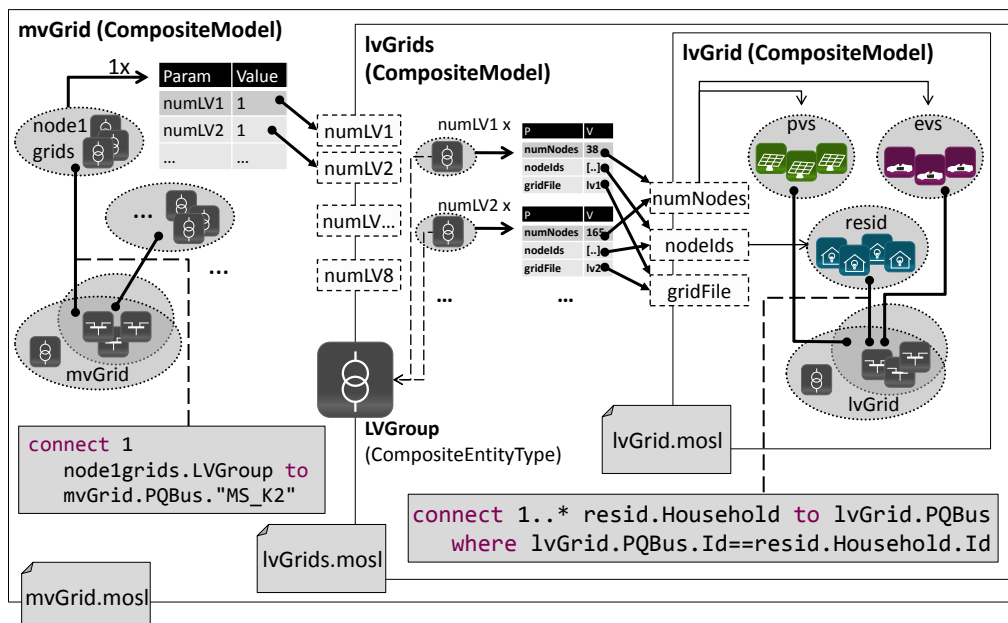 mvGrid (CompositeModel)
1x
Param Value
numLV1 1
numLV2 1
... ...
node1
grids
...
...
mvGrid
connect 1
node1grids.LVGroup to
mvGrid.PQBus."MS_K2"
mvGrid.mosl
lvGrids
(CompositeModel)
numLV1
numLV2
numLV...
numLV8
numLV1 x
P V
numNodes 38
nodeIds [..]
gridFile lv1
numLV2 x
P V
numNodes 165
nodeIds [..]
gridFile lv2
... ...
LVGroup
(CompositeEntityType)
lvGrids.mosl
lvGrid (CompositeModel)
numNodes
nodeIds
gridFile
pvs
evs
resid
lvGrid
lvGrid.mosl
connect 1..* resid.Household to lvGrid.PQBus
where lvGrid.PQBus.Id==resid.Household.Id